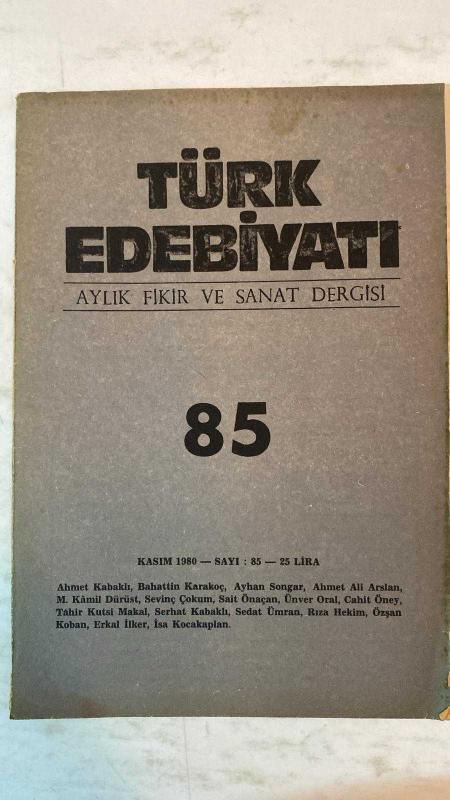 TÜRK
EDEBİYATI
AYLIK FİKİR VE SANAT DERGİSİ
85
KASIM 1980 — SAYI : 85 — 25 LİRA
Ahmet Kabaklı, Bahattin Karakoç, Ayhan Songar, Ahmet Ali Arslan,
M. Kâmil Dürüst, Sevinç Çokum, Sait Önaçan, Ünver Oral, Cahit Öney,
Tâhir Kutsi Makal, Serhat Kabaklı, Sedat Ümran, Rıza Hekim, Özşan
Koban, Erkal İlker, İsa Kocakaplan.